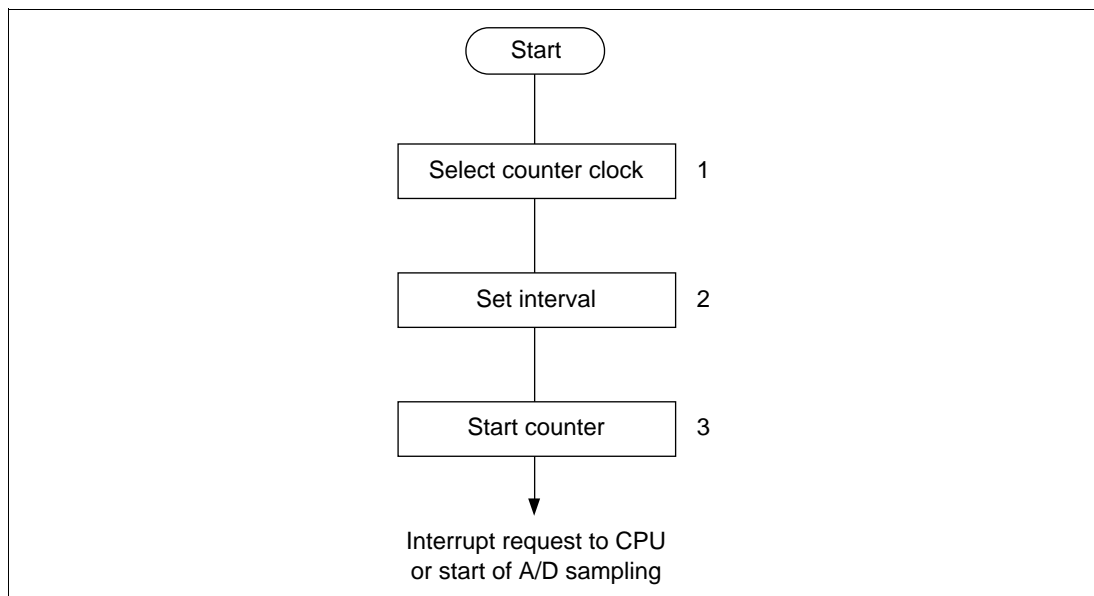 Start
Select counter clock 1
Set interval 2
Start counter 3
Interrupt request to CPU
or start of A/D sampling